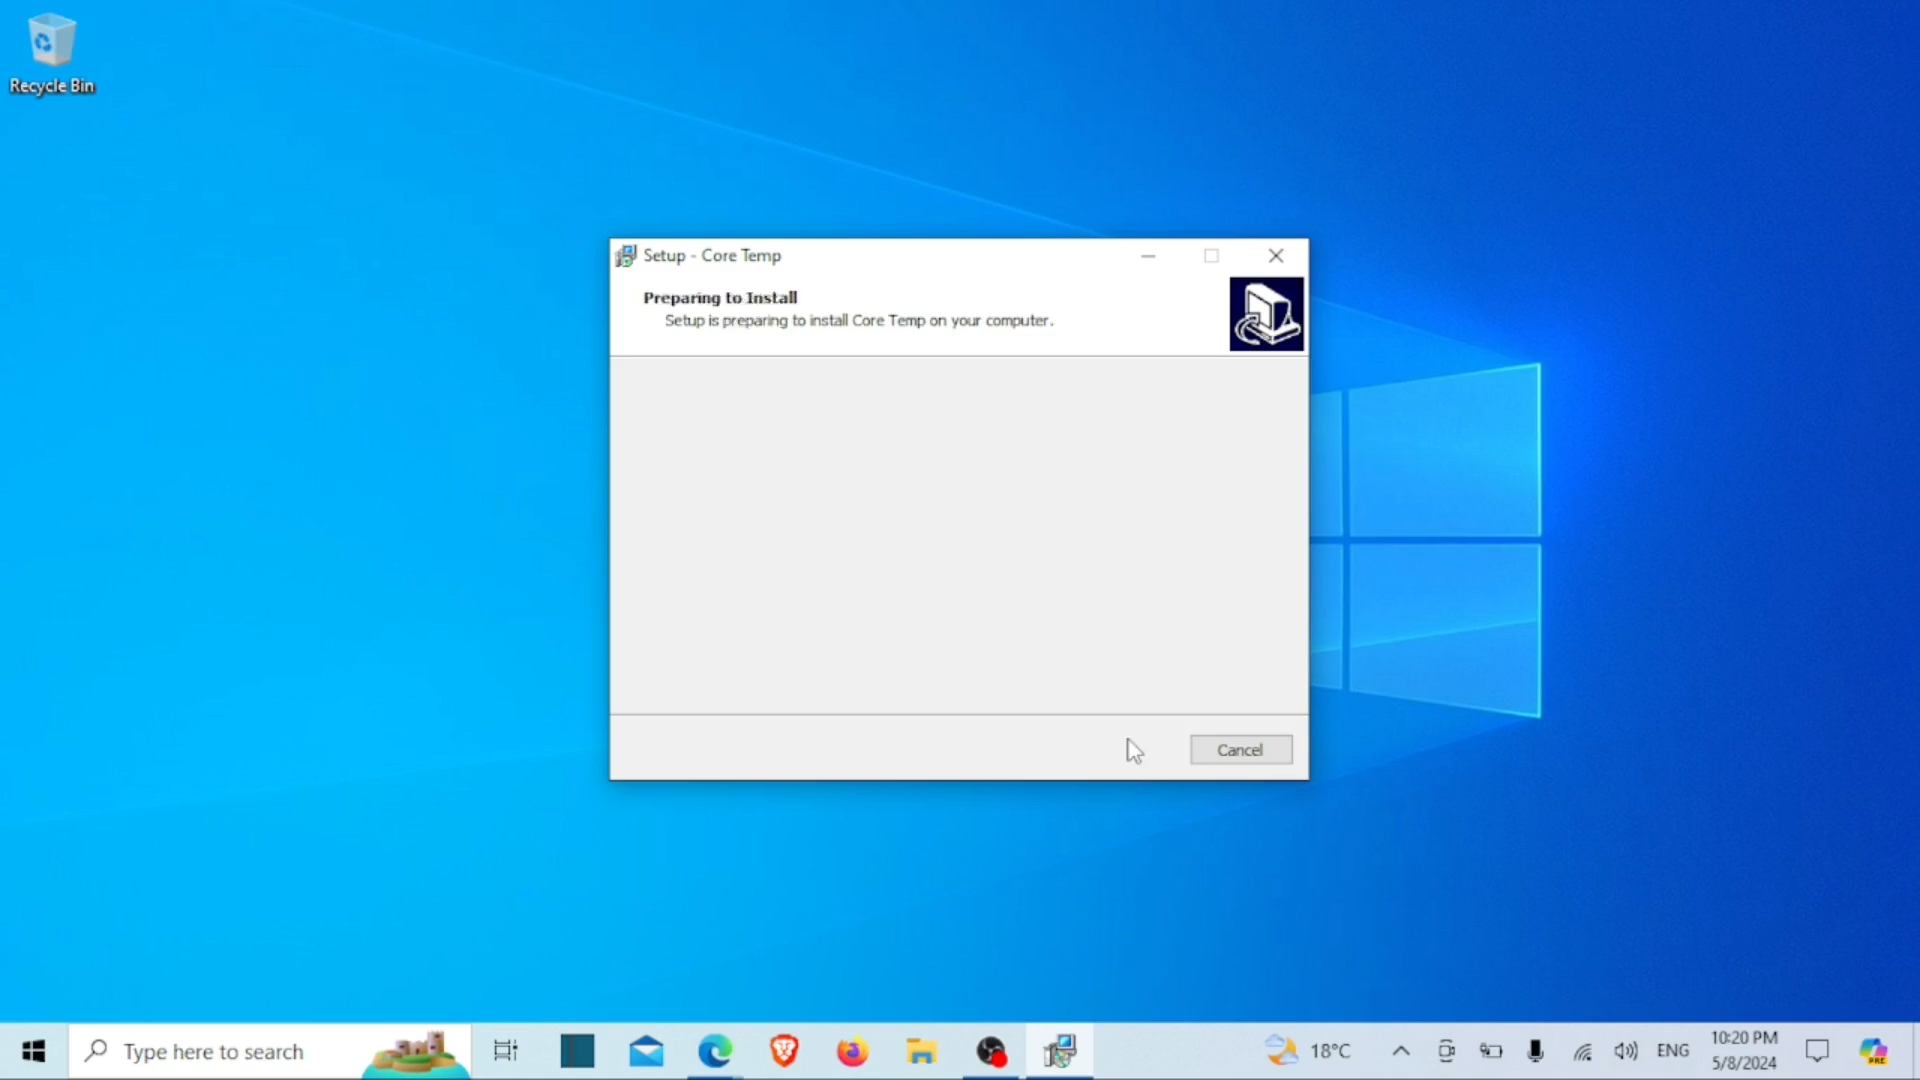 Recycle Bin
Setup - Core Temp
Preparing to Install
Setup is preparing to install Core Temp on your computer.
Cancel
Type here to search
18°C
ENG
10:20 PM
5/8/2024
PRE